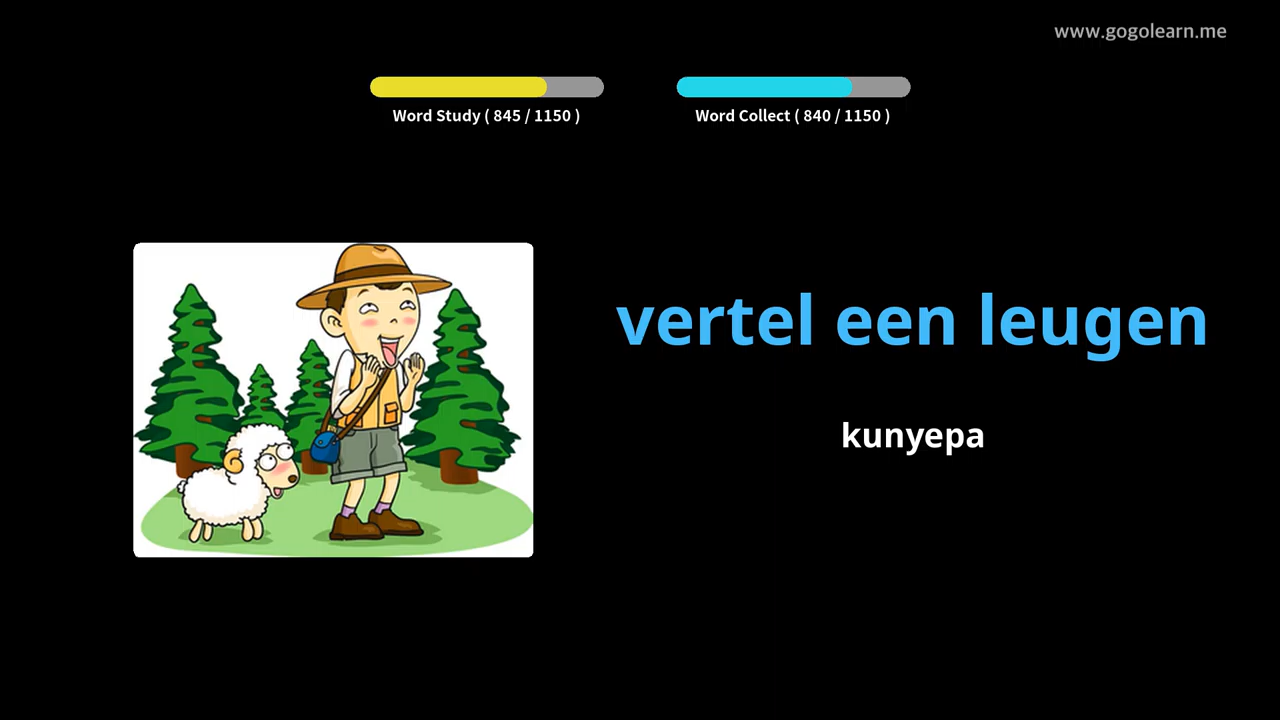 www.gogolearn.me
Word Study ( 845 / 1150 )
Word Collect ( 840 / 1150 )
vertel een leugen
kunyepa